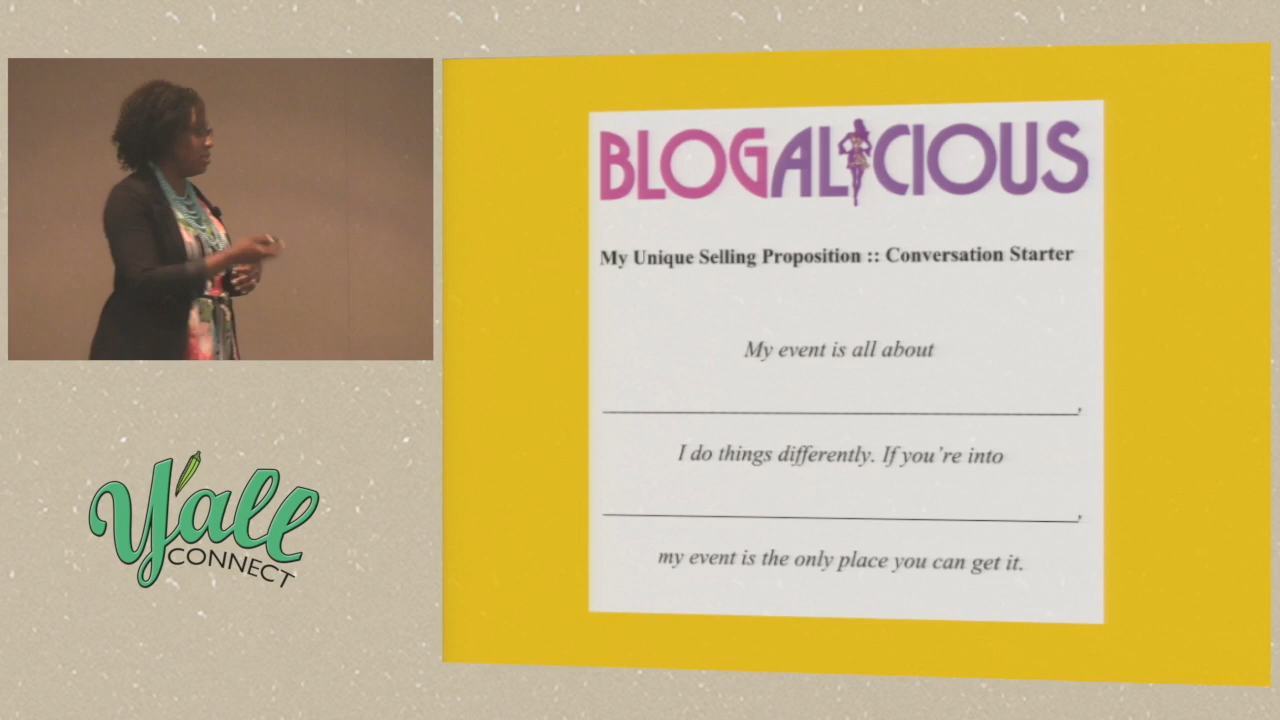 BLOGALICIOUS
My Unique Selling Proposition :: Conversation Starter
My event is all about
,
I do things differently. If you're into
,
my event is the only place you can get it.
Y'all
CONNECT